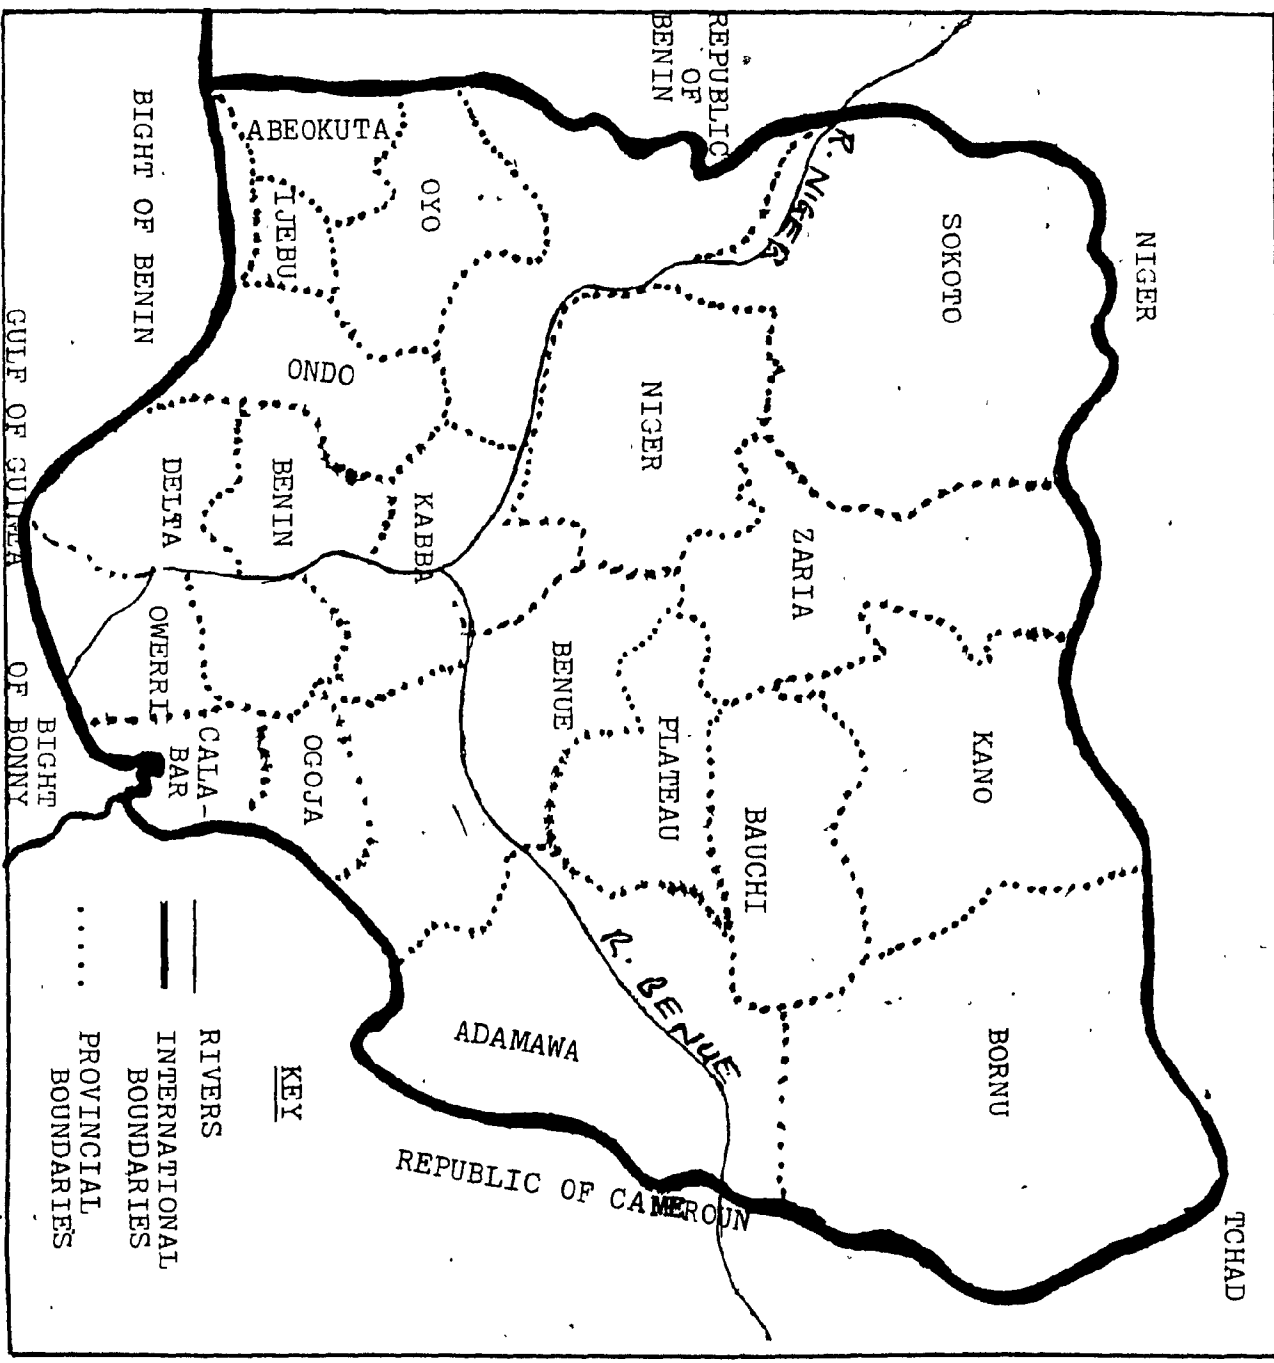 NIGER
TCHAD
SOKOTO
KANO
BORNU
R. NIGER
ZARIA
BAUCHI
REPUBLIC
OF
BENIN
NIGER
PLATEAU
R. BENUE
BENUE
ADAMAWA
OYO
KABBA
REPUBLIC OF CAMEROUN
ABEOKUTA
IJEBU
ONDO
BENIN
OGOJA
DELTA
OWERRI
CALA-
BAR
BIGHT OF BENIN
GULF OF GUINEA
BIGHT
OF BONNY
KEY
RIVERS
INTERNATIONAL
BOUNDARIES
PROVINCIAL
BOUNDARIES